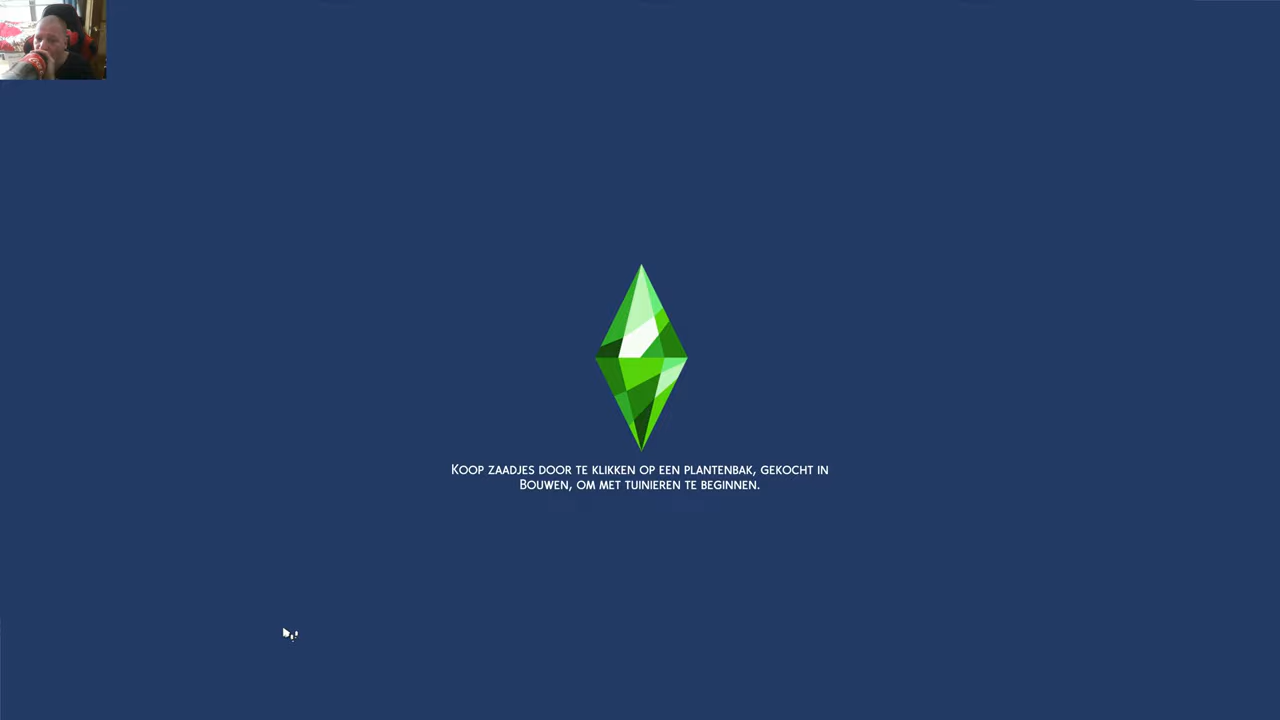 Koop zaadjes door te klikken op een plantenbak, gekocht in
Bouwen, om met tuinieren te beginnen.